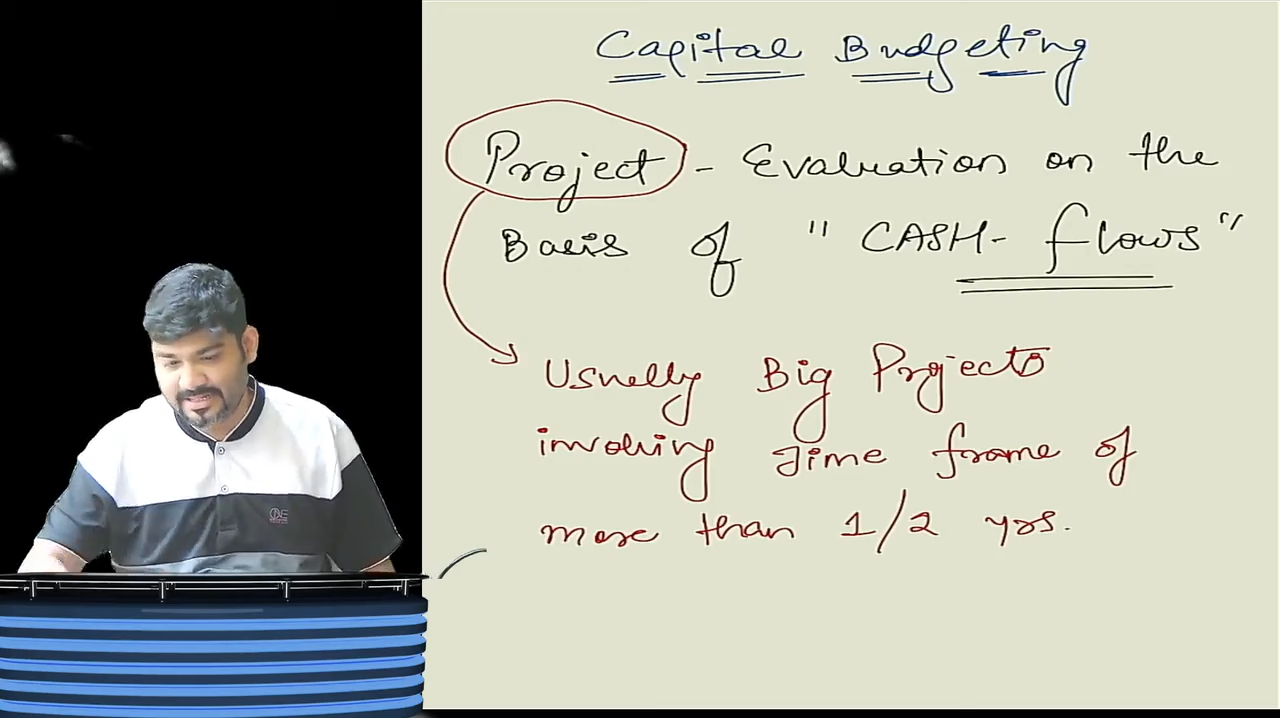 Capital Budgeting
Project - Evaluation on the
Basis of " CASH- flows "
Usually Big Projects
involving Time frame of
more than 1/2 yrs.